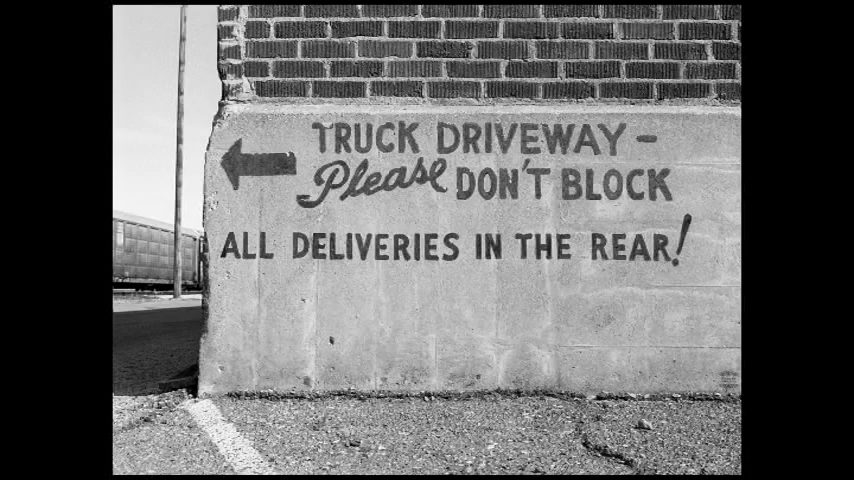 TRUCK DRIVEWAY -
Please DON'T BLOCK
ALL DELIVERIES IN THE REAR!